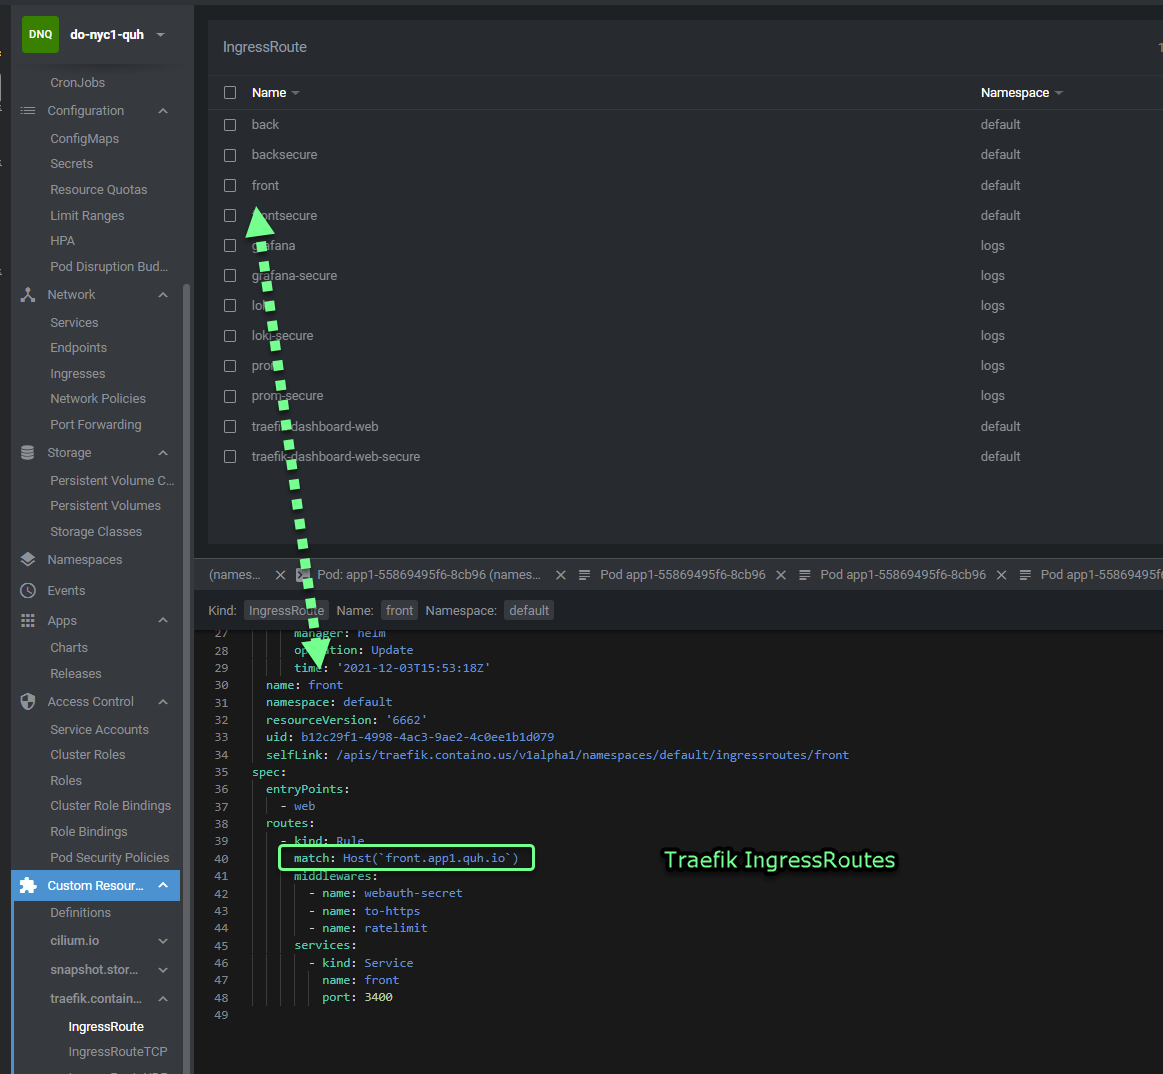 DNQ do-nyc1-quh
CronJobs
Configuration
ConfigMaps
Secrets
Resource Quotas
Limit Ranges
HPA
Pod Disruption Bud...
Network
Services
Endpoints
Ingresses
Network Policies
Port Forwarding
Storage
Persistent Volume C...
Persistent Volumes
Storage Classes
Namespaces
Events
Apps
Charts
Releases
Access Control
Service Accounts
Cluster Roles
Roles
Cluster Role Bindings
Role Bindings
Pod Security Policies
Custom Resour...
Definitions
cilium.io
snapshot.stor...
traefik.contain...
IngressRoute
IngressRouteTCP
IngressRoute
Name Namespace
back default
backsecure default
front default
frontsecure default
grafana logs
grafana-secure logs
loki logs
loki-secure logs
prom logs
prom-secure logs
traefik-dashboard-web default
traefik-dashboard-web-secure default
(names... Pod: app1-55869495f6-8cb96 (names... Pod app1-55869495f6-8cb96 Pod app1-55869495f6-8cb96 Pod app1-55869495f6
Kind: IngressRoute Name: front Namespace: default
27 manager: helm
28 operation: Update
29 time: '2021-12-03T15:53:18Z'
30 name: front
31 namespace: default
32 resourceVersion: '6662'
33 uid: b12c29f1-4998-4ac3-9ae2-4c0ee1b1d079
34 selfLink: /apis/traefik.containo.us/v1alpha1/namespaces/default/ingressroutes/front
35 spec:
36 entryPoints:
37 - web
38 routes:
39 - kind: Rule
40 match: Host(`front.app1.quh.io`)
41 middlewares:
42 - name: webauth-secret
43 - name: to-https
44 - name: ratelimit
45 services:
46 - kind: Service
47 name: front
48 port: 3400
49
Traefik IngressRoutes